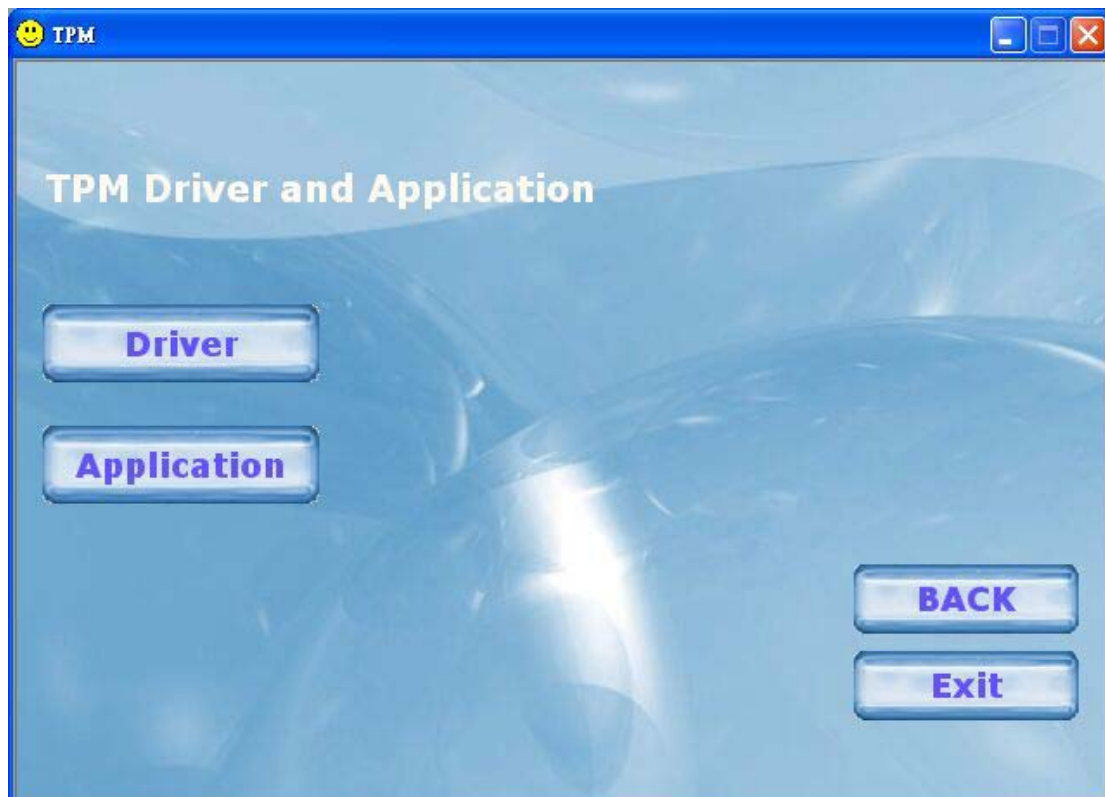 TPM
TPM Driver and Application
Driver
Application
BACK
Exit